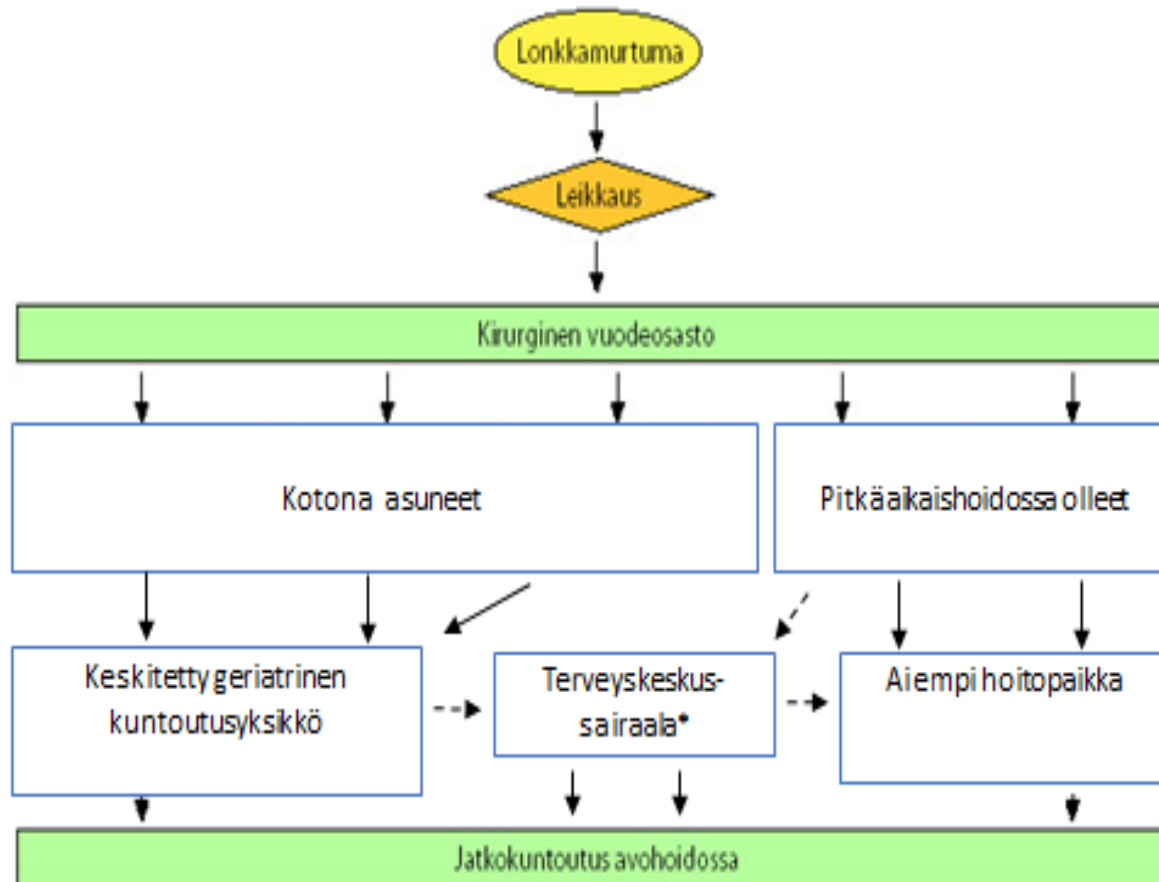 Lonkkamurtuma
Leikkaus
Kirurginen vuodeosasto
Kotona asuneet
Pitkäaikaishoidossa olleet
Keskitetty geriatrinen
kuntoutusyksikkö
Terveyskeskus-
sairaala*
Aiempi hoitopaikka
Jatkokuntoutus avohoidossa